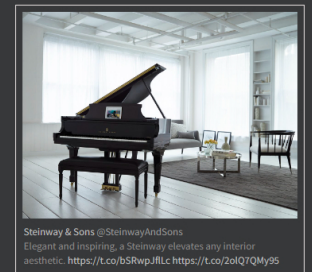 Steinway & Sons @SteinwayAndSons
Elegant and inspiring, a Steinway elevates any interior
aesthetic. https://t.co/bSRwpJflLc https://t.co/2olQ7QMy95